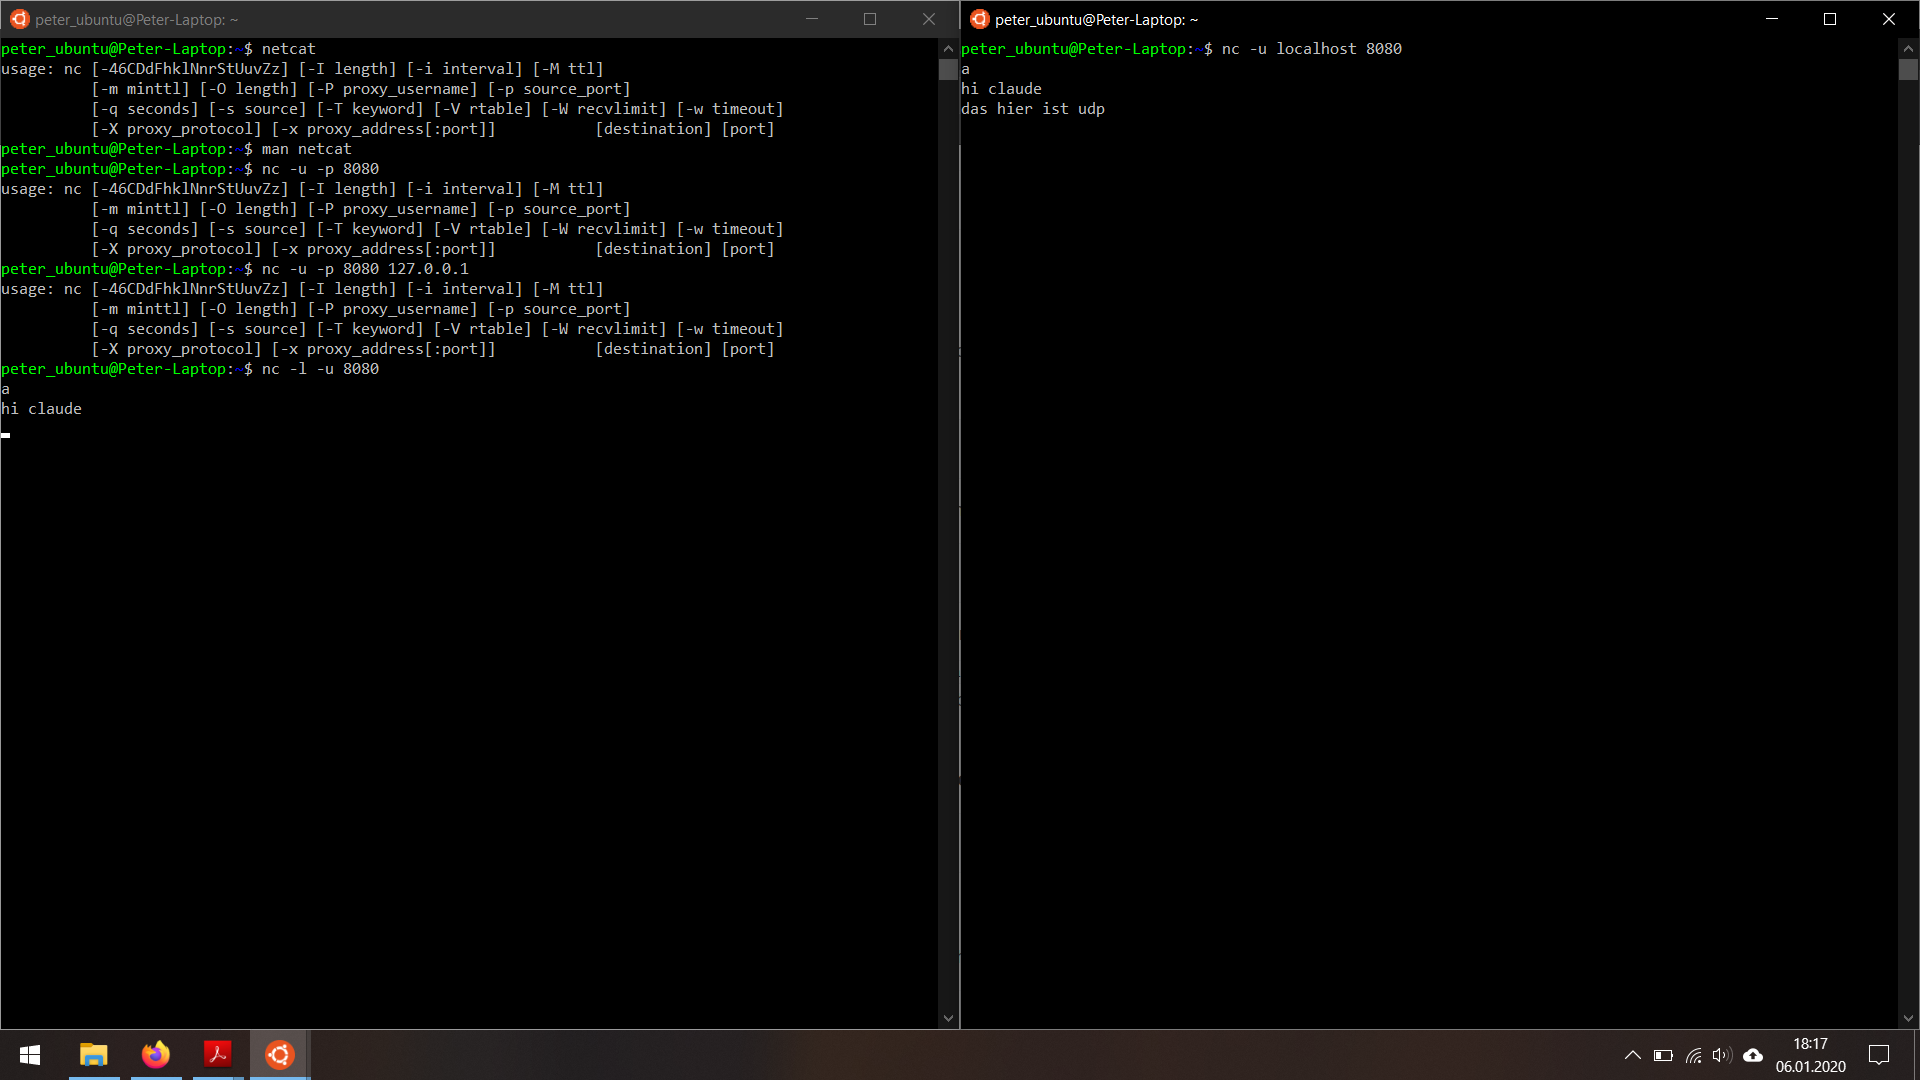 peter_ubuntu@Peter-Laptop: ~
peter_ubuntu@Peter-Laptop:~$ netcat
usage: nc [-46CDdFhklNnrStUuvZz] [-I length] [-i interval] [-M ttl]
[-m minttl] [-O length] [-P proxy_username] [-p source_port]
[-q seconds] [-s source] [-T keyword] [-V rtable] [-W recvlimit] [-w timeout]
[-X proxy_protocol] [-x proxy_address[:port]] [destination] [port]
peter_ubuntu@Peter-Laptop:~$ man netcat
peter_ubuntu@Peter-Laptop:~$ nc -u -p 8080
usage: nc [-46CDdFhklNnrStUuvZz] [-I length] [-i interval] [-M ttl]
[-m minttl] [-O length] [-P proxy_username] [-p source_port]
[-q seconds] [-s source] [-T keyword] [-V rtable] [-W recvlimit] [-w timeout]
[-X proxy_protocol] [-x proxy_address[:port]] [destination] [port]
peter_ubuntu@Peter-Laptop:~$ nc -u -p 8080 127.0.0.1
usage: nc [-46CDdFhklNnrStUuvZz] [-I length] [-i interval] [-M ttl]
[-m minttl] [-O length] [-P proxy_username] [-p source_port]
[-q seconds] [-s source] [-T keyword] [-V rtable] [-W recvlimit] [-w timeout]
[-X proxy_protocol] [-x proxy_address[:port]] [destination] [port]
peter_ubuntu@Peter-Laptop:~$ nc -l -u 8080
a
hi claude
peter_ubuntu@Peter-Laptop: ~
peter_ubuntu@Peter-Laptop:~$ nc -u localhost 8080
a
hi claude
das hier ist udp
18:17
06.01.2020